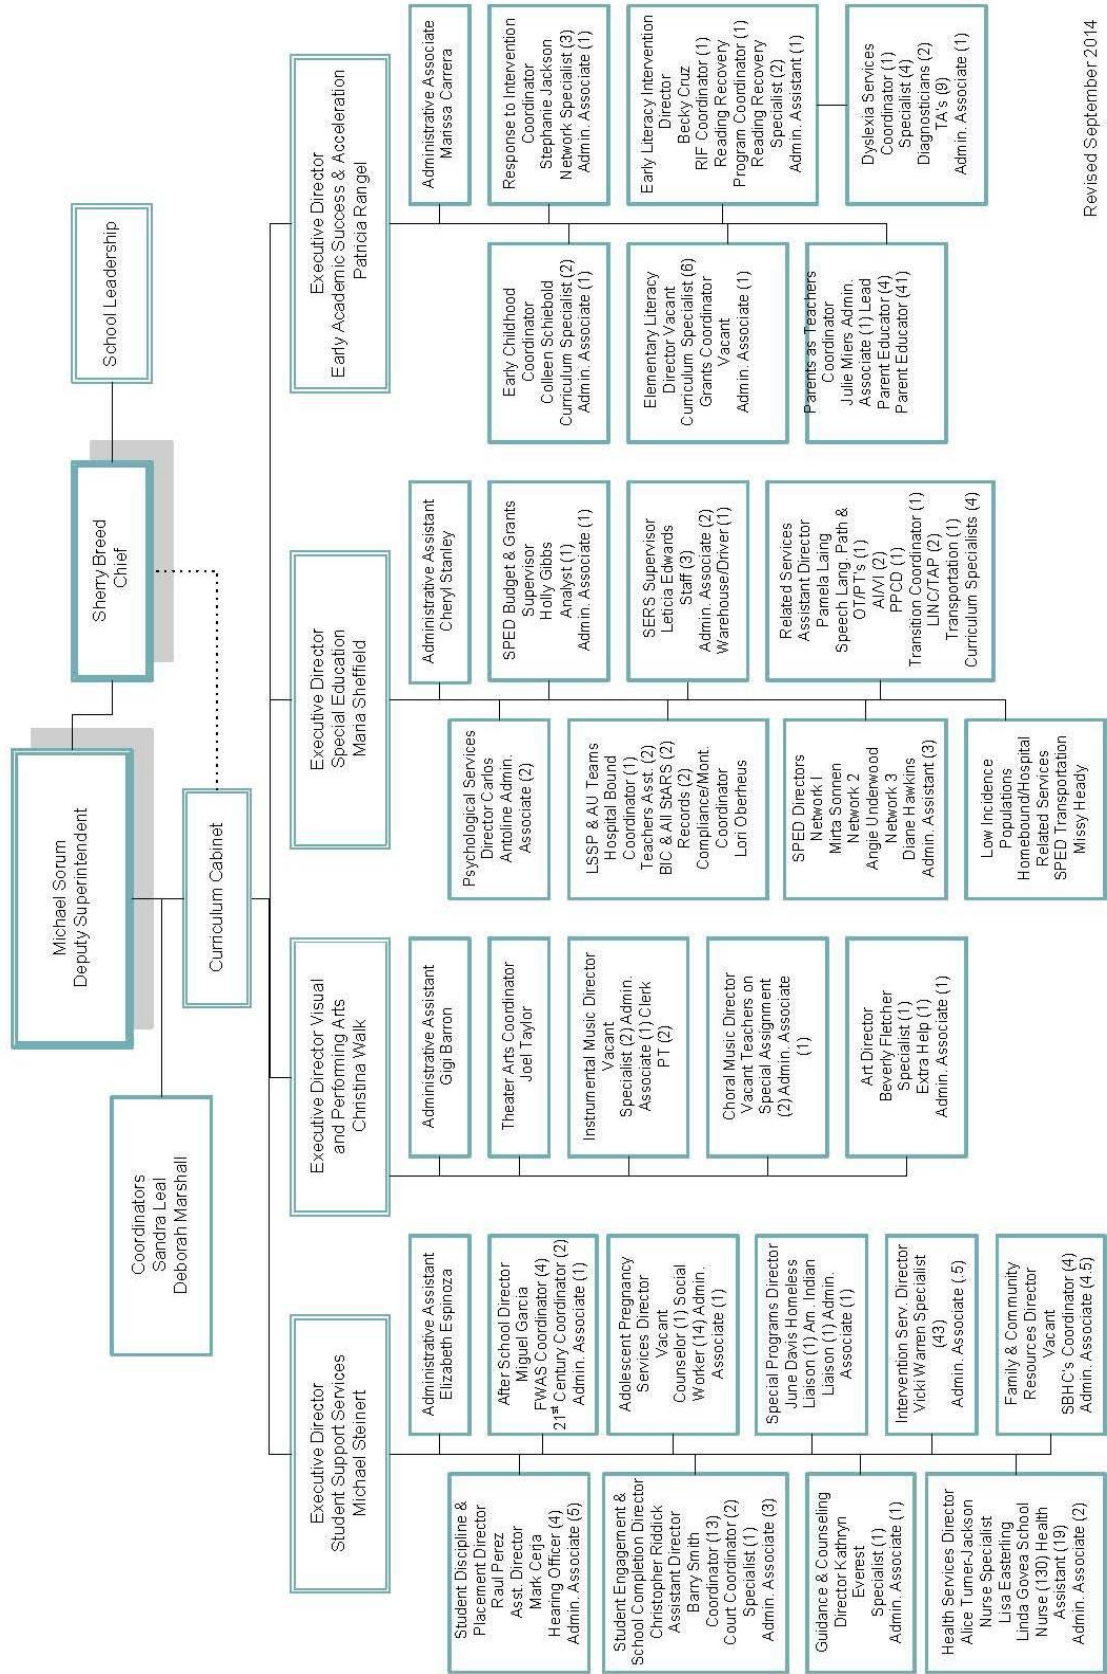 Michael Sorum
Deputy Superintendent
Sherry Breed
Chief
School Leadership
Coordinators
Sandra Leal
Deborah Marshall
Curriculum Cabinet
Executive Director
Student Support Services
Michael Steinert
Administrative Assistant
Elizabeth Espinoza
Student Discipline &
Placement Director
Raul Perez
Asst. Director
Mark Cerja
Hearing Officer (4)
Admin. Associate (5)
After School Director
Miguel Garcia
FWAS Coordinator (4)
21st Century Coordinator (2)
Admin. Associate (1)
Student Engagement &
School Completion Director
Christopher Riddick
Assistant Director
Barry Smith
Coordinator (13)
Court Coordinator (2)
Specialist (1)
Admin. Associate (3)
Adolescent Pregnancy
Services Director
Vacant
Counselor (1) Social
Worker (14) Admin.
Associate (1)
Guidance & Counseling
Director Kathryn
Everest
Specialist (1)
Admin. Associate (1)
Special Programs Director
June Davis Homeless
Liaison (1) Am. Indian
Liaison (1) Admin.
Associate (1)
Health Services Director
Alice Turner-Jackson
Nurse Specialist
Lisa Easterling
Linda Govea School
Nurse (130) Health
Assistant (19)
Admin. Associate (2)
Intervention Serv. Director
Vicki Warren Specialist
(43)
Admin. Associate (.5)
Family & Community
Resources Director
Vacant
SBHC's Coordinator (4)
Admin. Associate (4.5)
Executive Director Visual
and Performing Arts
Christina Walk
Administrative Assistant
Gigi Barron
Theater Arts Coordinator
Joel Taylor
Instrumental Music Director
Vacant
Specialist (2) Admin.
Associate (1) Clerk
PT (2)
Choral Music Director
Vacant Teachers on
Special Assignment
(2) Admin. Associate
(1)
Art Director
Beverly Fletcher
Specialist (1)
Extra Help (1)
Admin. Associate (1)
Executive Director
Special Education
Maria Sheffield
Administrative Assistant
Cheryl Stanley
Psychological Services
Director Carlos
Antoline Admin.
Associate (2)
SPED Budget & Grants
Supervisor
Holly Gibbs
Analyst (1)
Admin. Associate (1)
LSSP & AU Teams
Hospital Bound
Coordinator (1)
Teachers Asst. (2)
BIC & All StARS (2)
Records (2)
Compliance/Mont.
Coordinator
Lori Oberheus
SERS Supervisor
Leticia Edwards
Staff (3)
Admin. Associate (2)
Warehouse/Driver (1)
SPED Directors
Network I
Mirta Sonnen
Network 2
Angie Underwood
Network 3
Diane Hawkins
Admin. Assistant (3)
Related Services
Assistant Director
Pamela Laing
Speech Lang. Path &
OT/PT's (1)
AI/VI (2)
PPCD (1)
Transition Coordinator (1)
LINC/TAP (2)
Transportation (1)
Curriculum Specialists (4)
Low Incidence
Populations
Homebound/Hospital
Related Services
SPED Transportation
Missy Heady
Executive Director
Early Academic Success & Acceleration
Patricia Rangel
Administrative Associate
Marissa Carrera
Early Childhood
Coordinator
Colleen Schiebold
Curriculum Specialist (2)
Admin. Associate (1)
Response to Intervention
Coordinator
Stephanie Jackson
Network Specialist (3)
Admin. Associate (1)
Elementary Literacy
Director Vacant
Curriculum Specialist (6)
Grants Coordinator
Vacant
Admin. Associate (1)
Early Literacy Intervention
Director
Becky Cruz
RIF Coordinator (1)
Reading Recovery
Program Coordinator (1)
Reading Recovery
Specialist (2)
Admin. Assistant (1)
Parents as Teachers
Coordinator
Julie Miers Admin.
Associate (1) Lead
Parent Educator (4)
Parent Educator (41)
Dyslexia Services
Coordinator (1)
Specialist (4)
Diagnosticians (2)
TA's (9)
Admin. Associate (1)
Revised September 2014